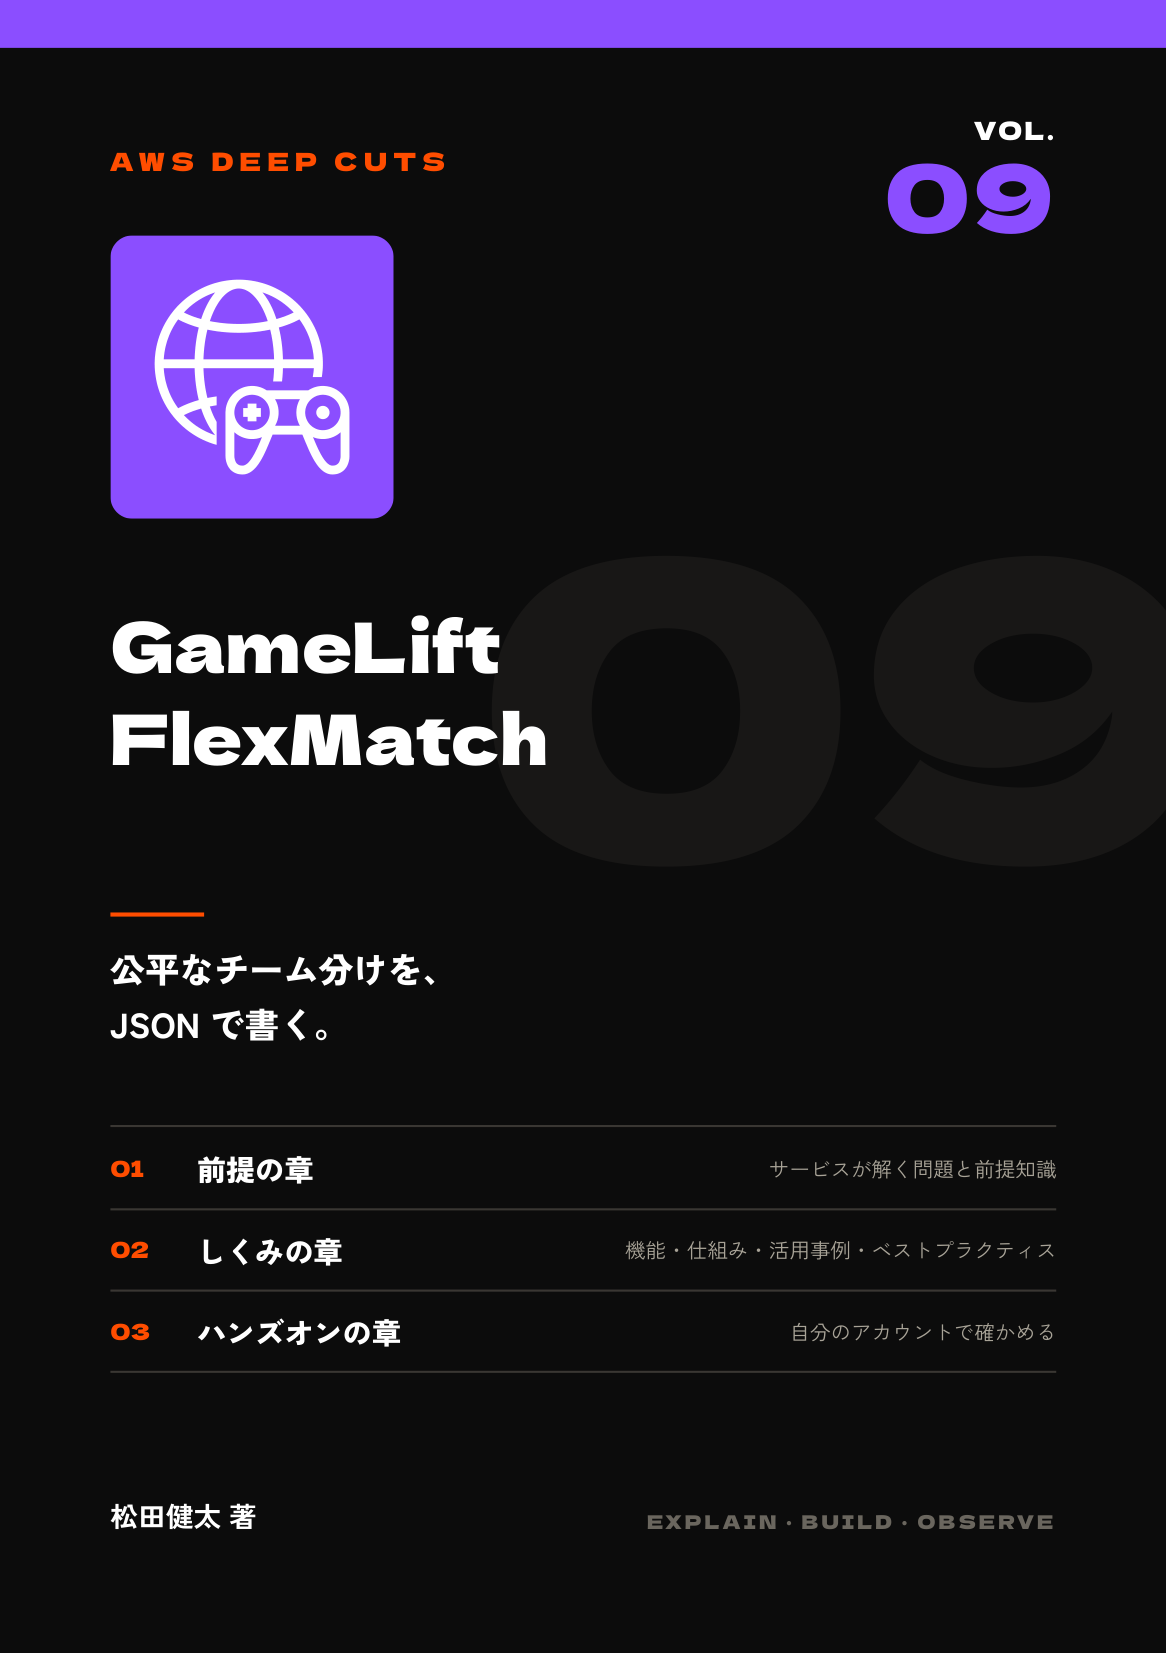 AWS DEEP CUTS
VOL.
09
09
GameLift
FlexMatch
公平なチーム分けを、
JSON で書く。
01 前提の章 サービスが解く問題と前提知識
02 しくみの章 機能・仕組み・活用事例・ベストプラクティス
03 ハンズオンの章 自分のアカウントで確かめる
松田健太 著
EXPLAIN · BUILD · OBSERVE